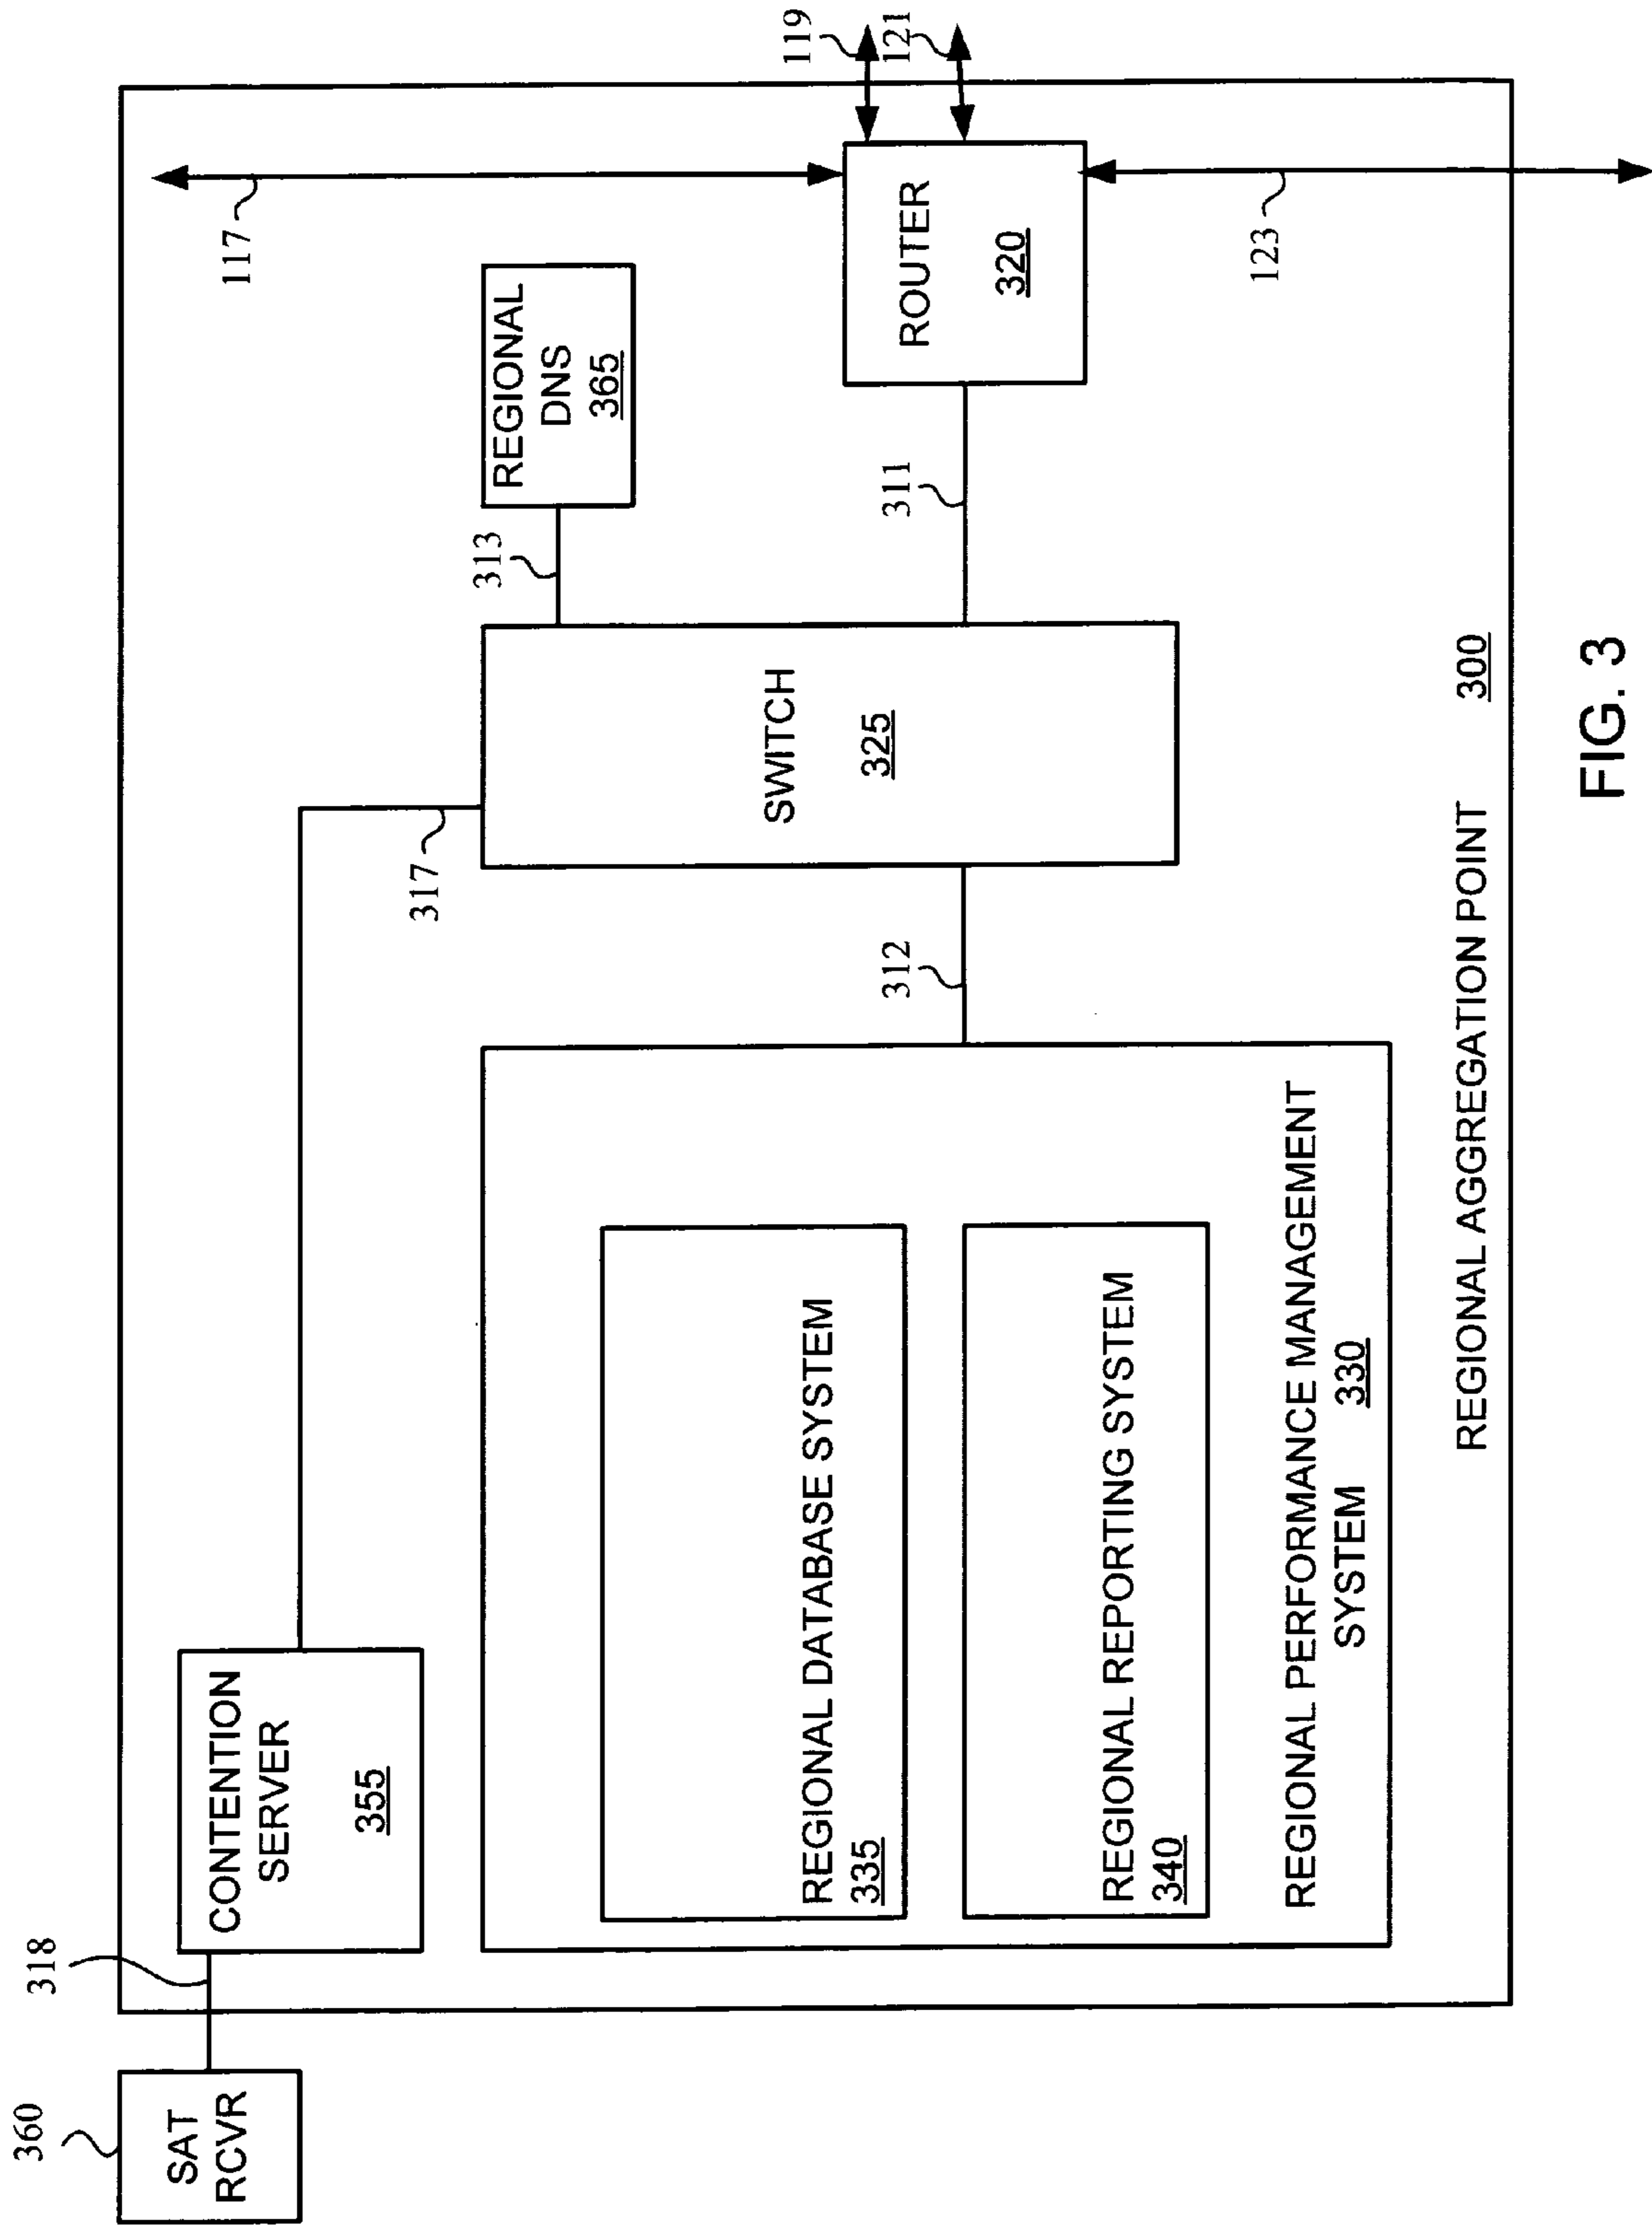 360
SAT
RCVR
318
CONTENTION
SERVER
355
317
313
REGIONAL
DNS
365
117
119
121
REGIONAL DATABASE SYSTEM
335
REGIONAL REPORTING SYSTEM
340
REGIONAL PERFORMANCE MANAGEMENT
SYSTEM 330
312
SWITCH
325
311
ROUTER
320
123
REGIONAL AGGREGATION POINT 300
FIG. 3